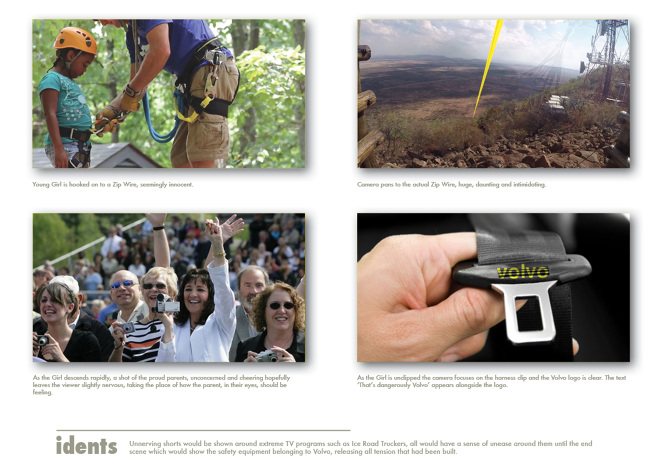 Young Girl is hooked on to a Zip Wire, seemingly innocent.
Camera pans to the actual Zip Wire, huge, daunting and intimidating.
volvo
As the Girl descends rapidly, a shot of the proud parents, unconcerned and cheering hopefully
leaves the viewer slightly nervous, taking the place of how the parent, in their eyes, should be
feeling.
As the Girl is unclipped the camera focuses on the harness clip and the Volvo logo is clear. The text
'That's dangerously Volvo' appears alongside the logo.
idents
Unnerving shorts would be shown around extreme TV programs such as Ice Road Truckers, all would have a sense of unease around them until the end
scene which would show the safety equipment belonging to Volvo, releasing all tension that had been built.